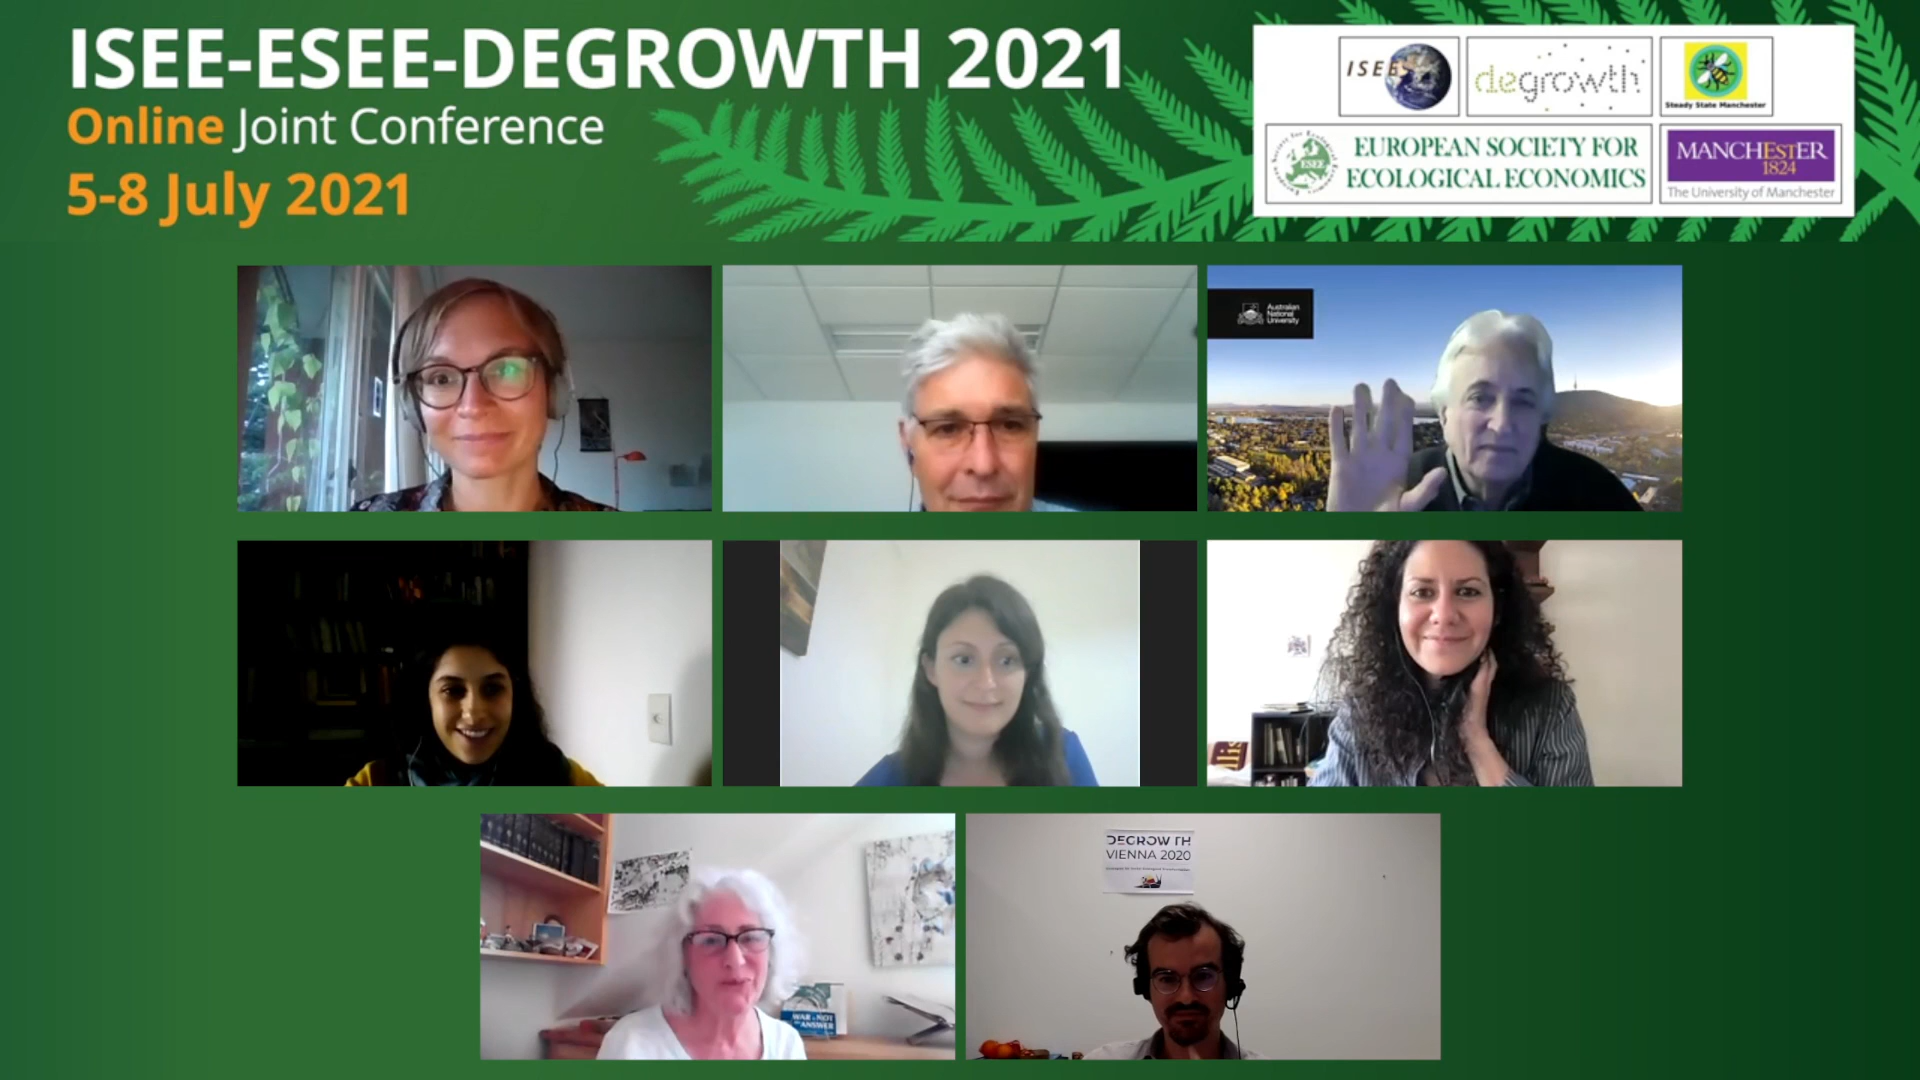 ISEE-ESEE-DEGROWTH 2021
Online Joint Conference
5-8 July 2021
ISEE
degrowth
Steady State Manchester
ESEE
EUROPEAN SOCIETY FOR
ECOLOGICAL ECONOMICS
MANCHESTER
1824
The University of Manchester
Australian
National
University
DEGROWTH
VIENNA 2020
WAR IS NOT
THE ANSWER